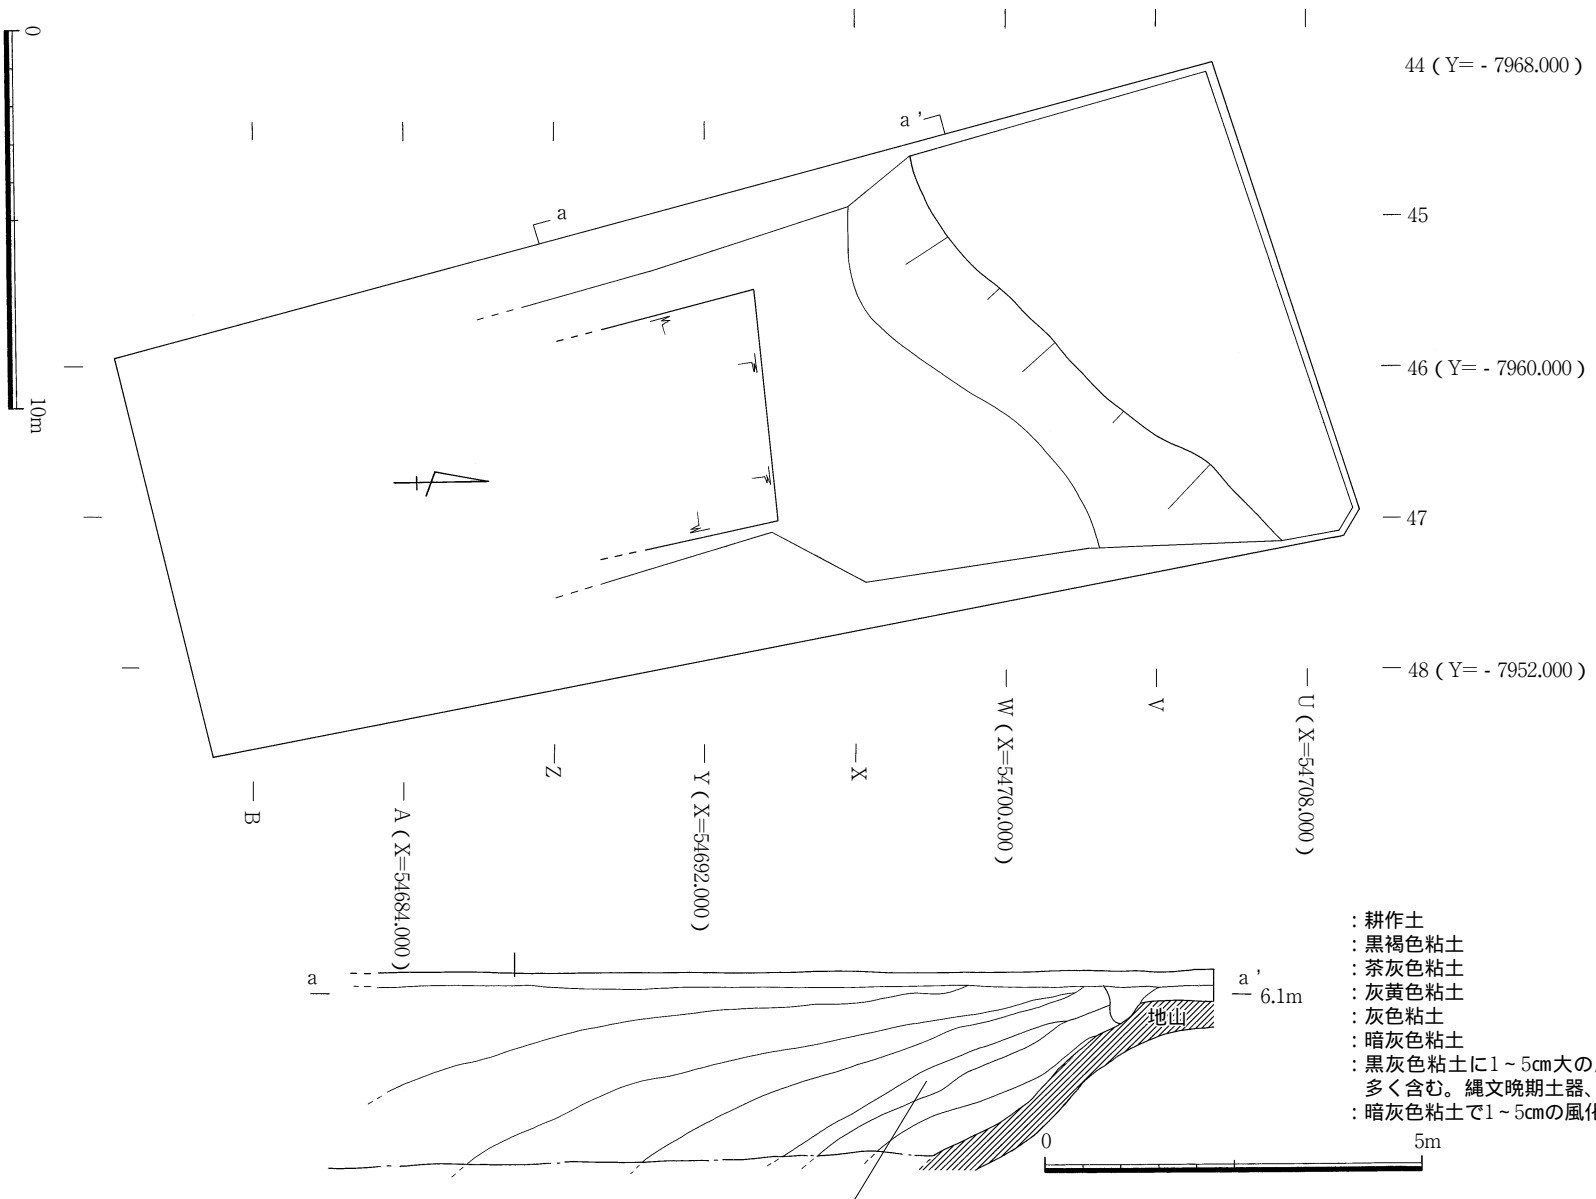 0
10m
44 ( Y= - 7968.000 )
45
46 ( Y= - 7960.000 )
47
48 ( Y= - 7952.000 )
a
a '
B
A ( X=54684.000 )
Z
Y ( X=54692.000 )
X
W ( X=54700.000 )
V
U ( X=54708.000 )
a
a '
6.1m
地山
: 耕作土
: 黒褐色粘土
: 茶灰色粘土
: 灰黄色粘土
: 灰色粘土
: 暗灰色粘土
: 黒灰色粘土に1~5㎝大の
多く含む。縄文晩期土器、
: 暗灰色粘土で1~5㎝の風
0
5m